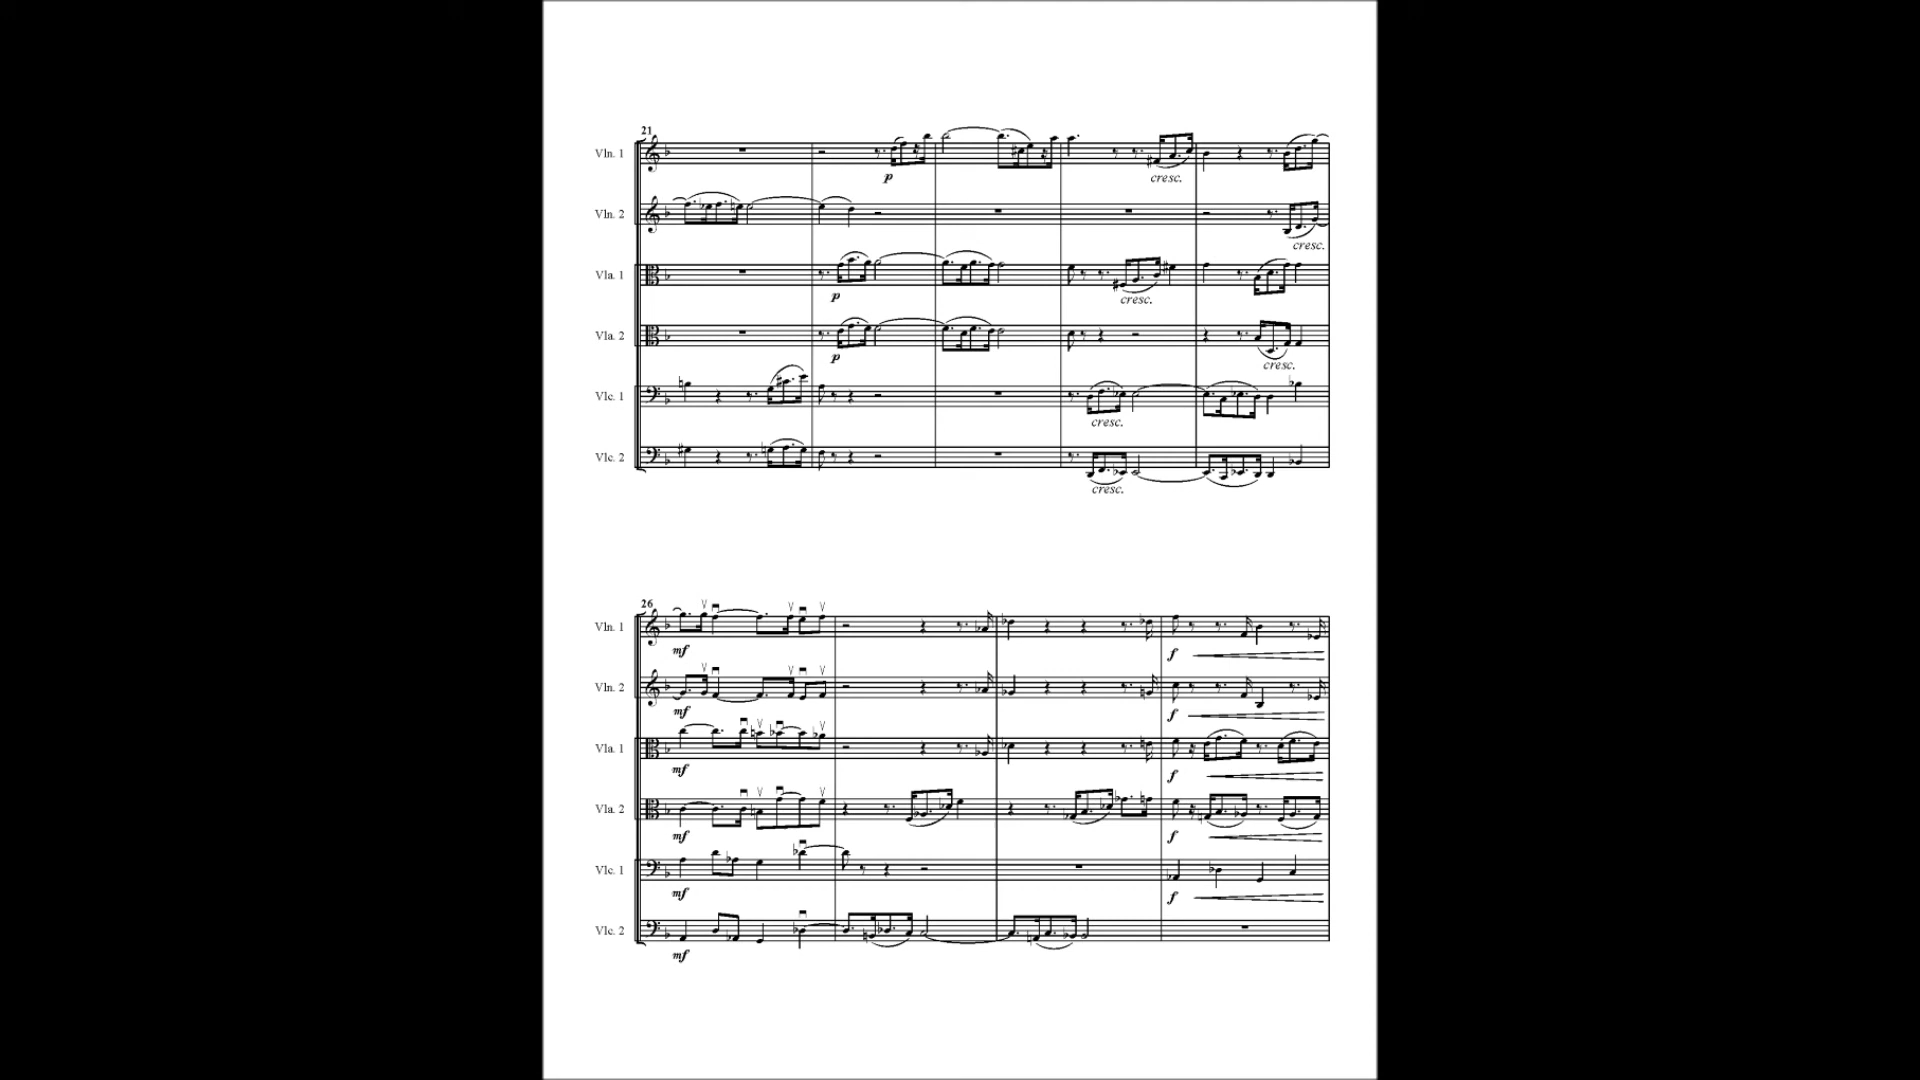 21
Vln. 1
p
cresc.
Vln. 2
cresc.
Vla. 1
p
cresc.
Vla. 2
p
cresc.
Vlc. 1
cresc.
Vlc. 2
cresc.
26
Vln. 1
mf
f
Vln. 2
mf
f
Vla. 1
mf
f
Vla. 2
mf
f
Vlc. 1
mf
f
Vlc. 2
mf